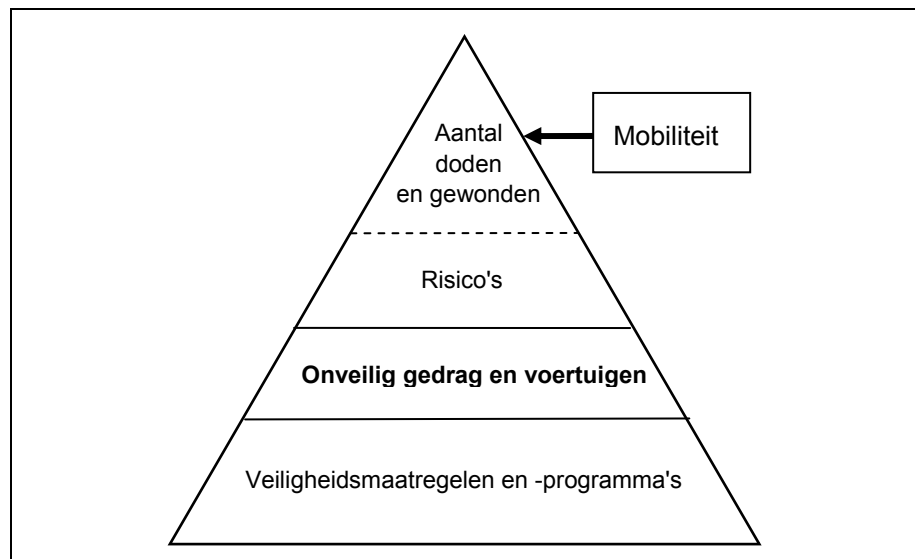 Aantal
doden
en gewonden
Mobiliteit
Risico's
Onveilig gedrag en voertuigen
Veiligheidsmaatregelen en -programma's